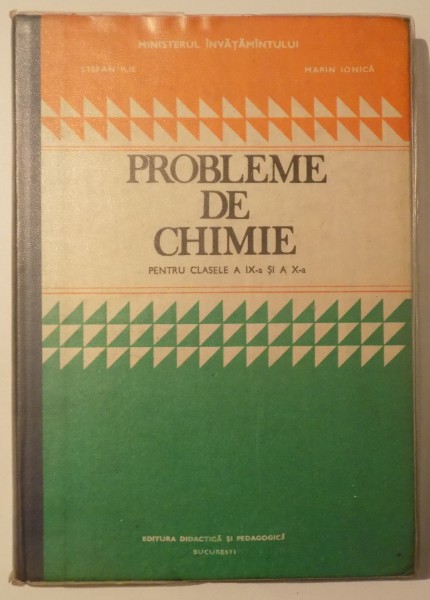 MINISTERUL ÎNVĂȚĂMÎNTULUI
ȘTEFAN ILIE MARIN IONICĂ
PROBLEME
DE
CHIMIE
PENTRU CLASELE A IX-a ȘI A X-a
EDITURA DIDACTICĂ ȘI PEDAGOGICĂ
BUCUREȘTI